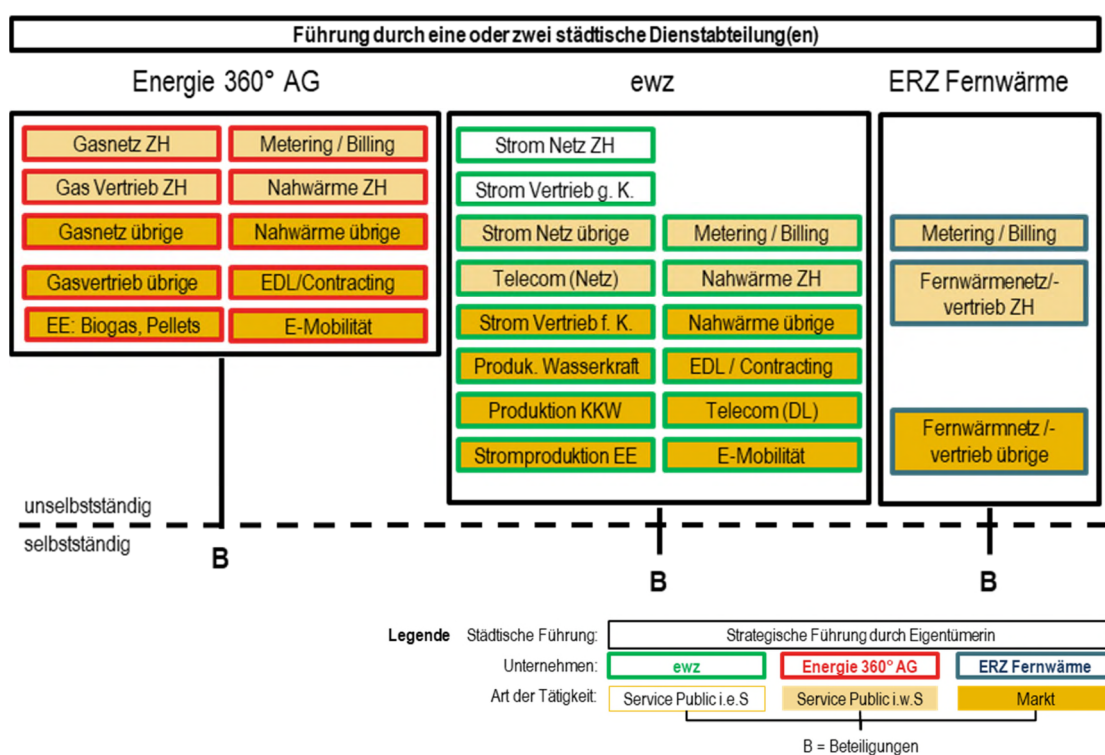 Führung durch eine oder zwei städtische Dienstabteilung(en)
Energie 360° AG
ewz
ERZ Fernwärme
Gasnetz ZH
Metering / Billing
Gas Vertrieb ZH
Nahwärme ZH
Gasnetz übrige
Nahwärme übrige
Gasvertrieb übrige
EDL/Contracting
EE: Biogas, Pellets
E-Mobilität
Strom Netz ZH
Strom Vertrieb g. K.
Strom Netz übrige
Metering / Billing
Telecom (Netz)
Nahwärme ZH
Strom Vertrieb f. K.
Nahwärme übrige
Produk. Wasserkraft
EDL / Contracting
Produktion KKW
Telecom (DL)
Stromproduktion EE
E-Mobilität
Metering / Billing
Fernwärmenetz/-
vertrieb ZH
Fernwärmnetz /-
vertrieb übrige
unselbstständig
selbstständig
B
B
B
Legende Städtische Führung: Strategische Führung durch Eigentümerin
Unternehmen: ewz Energie 360° AG ERZ Fernwärme
Art der Tätigkeit: Service Public i.e.S Service Public i.w.S Markt
B = Beteiligungen